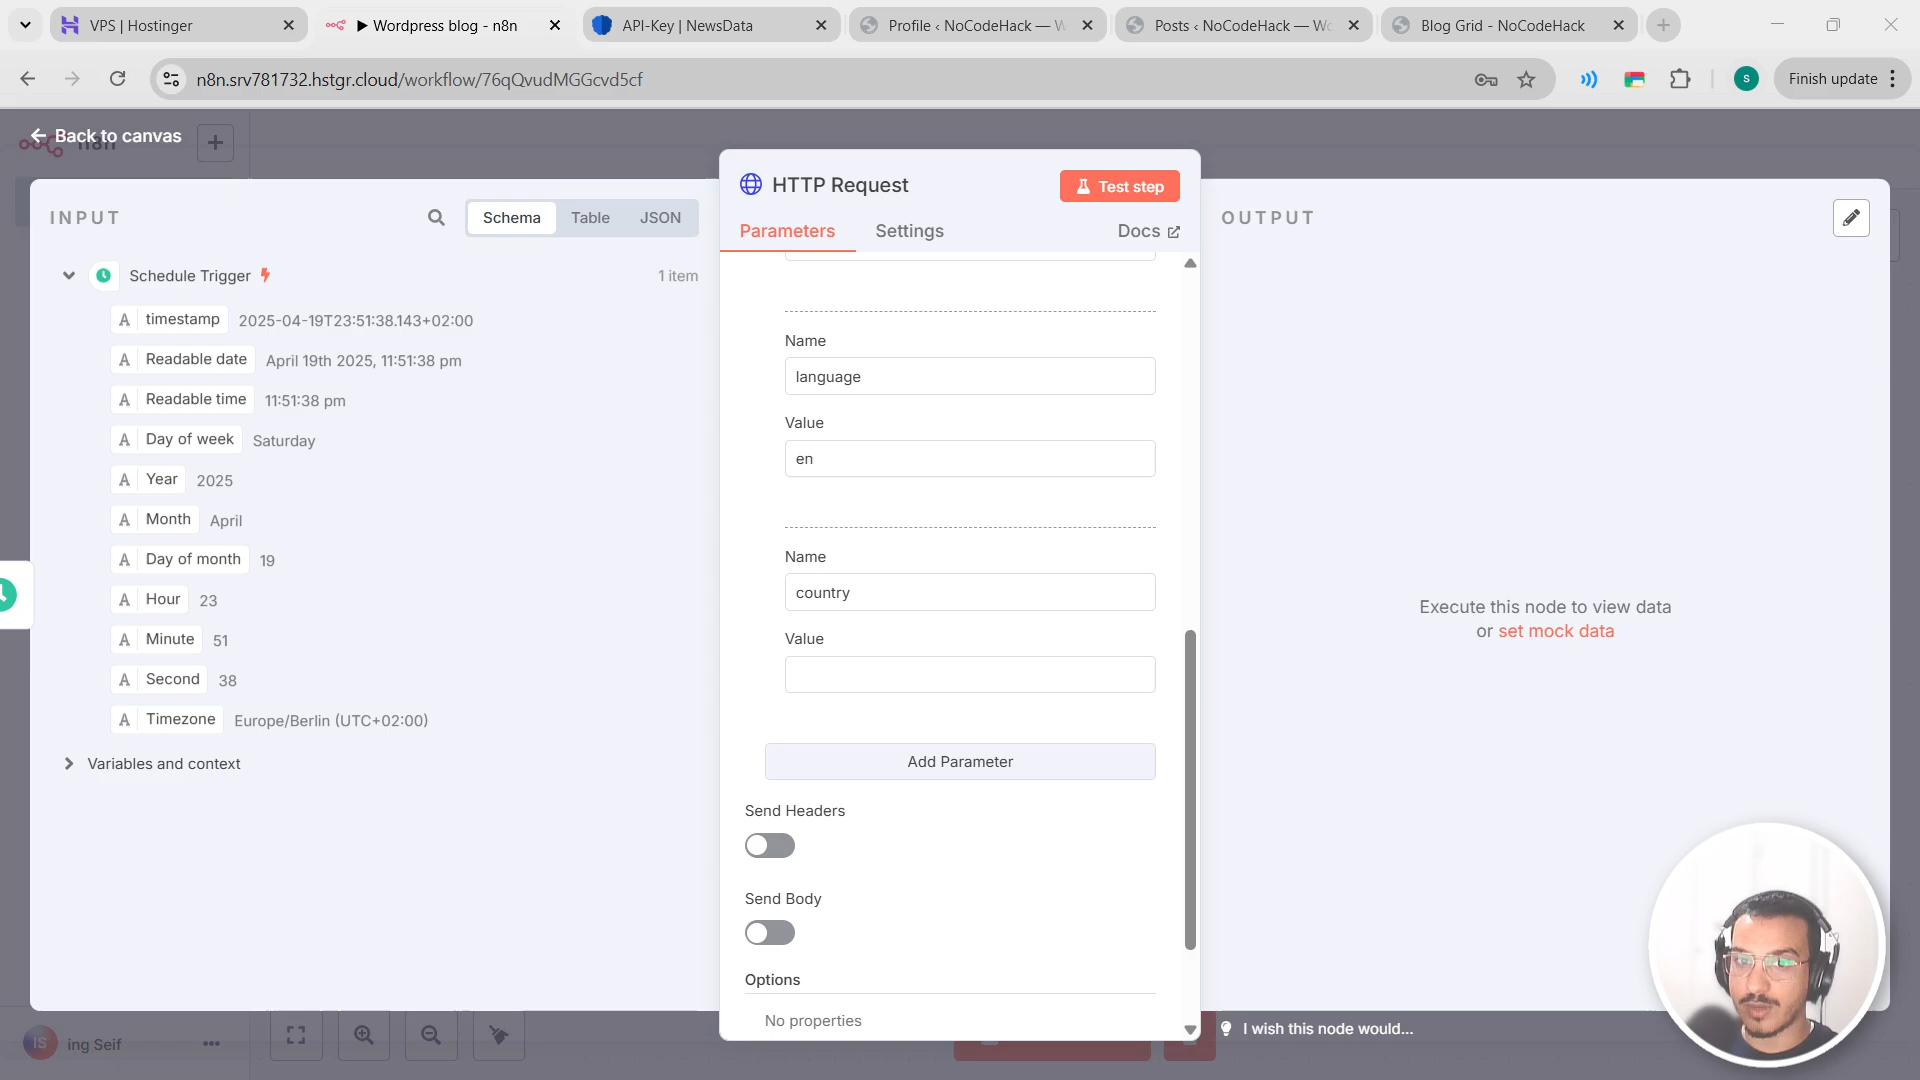 VPS | Hostinger
▶ Wordpress blog - n8n
API-Key | NewsData
Profile ‹ NoCodeHack — W
Posts ‹ NoCodeHack — Wo
Blog Grid - NoCodeHack
n8n.srv781732.hstgr.cloud/workflow/76qQvudMGGcvd5cf
S
Finish update
Back to canvas
n8n
HTTP Request
Test step
INPUT
Schema
Table
JSON
Parameters
Settings
Docs
OUTPUT
Schedule Trigger
1 item
A timestamp 2025-04-19T23:51:38.143+02:00
A Readable date April 19th 2025, 11:51:38 pm
A Readable time 11:51:38 pm
A Day of week Saturday
A Year 2025
A Month April
A Day of month 19
A Hour 23
A Minute 51
A Second 38
A Timezone Europe/Berlin (UTC+02:00)
Variables and context
Name
language
Value
en
Name
country
Value
Add Parameter
Send Headers
Send Body
Options
No properties
Execute this node to view data
or set mock data
I wish this node would...
IS
ing Seif